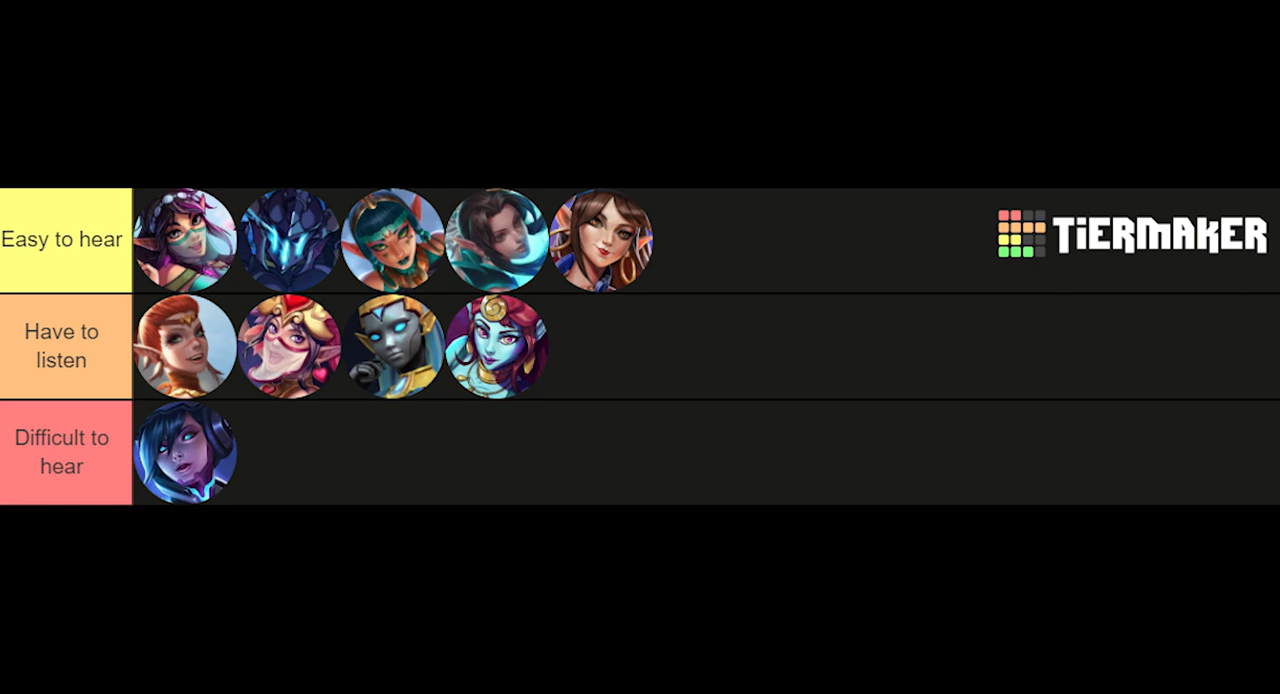 Easy to hear
TiERMAKER
Have to
listen
Difficult to
hear